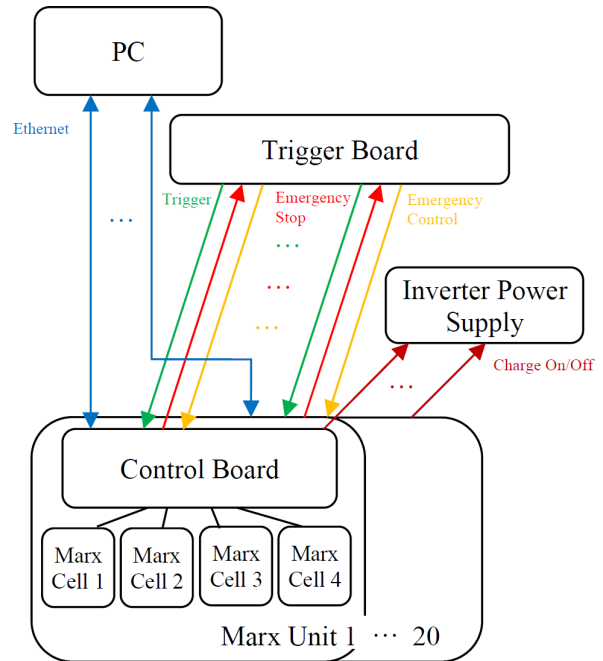 PC
Ethernet
Trigger Board
Trigger
Emergency
Stop
Emergency
Control
...
...
...
...
Inverter Power
Supply
...
Charge On/Off
Control Board
Marx
Cell 1
Marx
Cell 2
Marx
Cell 3
Marx
Cell 4
Marx Unit 1 ... 20